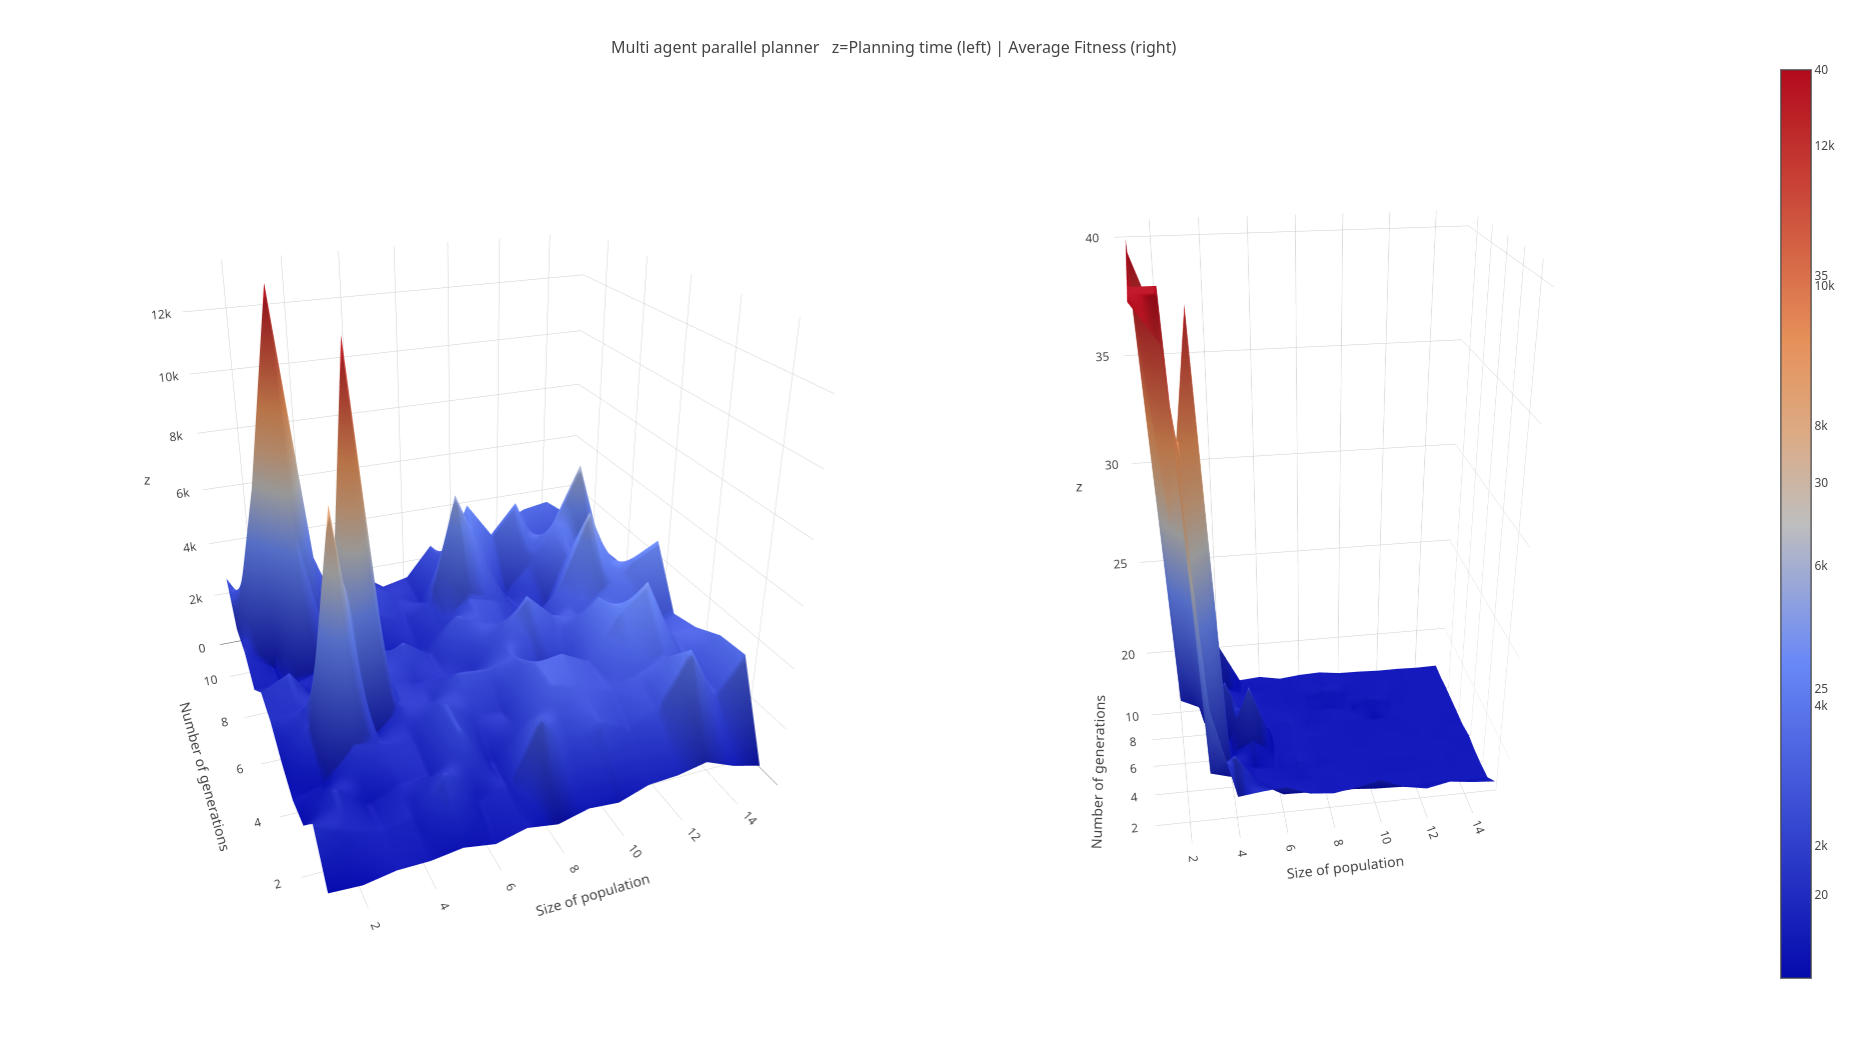 Multi agent parallel planner   z=Planning time (left) | Average Fitness (right)
12k
10k
8k
z
6k
4k
2k
0
10
8
6
4
2
Number of generations
2
4
6
8
10
12
14
Size of population
40
35
30
z
25
20
10
8
6
4
2
Number of generations
2
4
6
8
10
12
14
Size of population
40
12k
35
10k
8k
30
6k
25
4k
2k
20